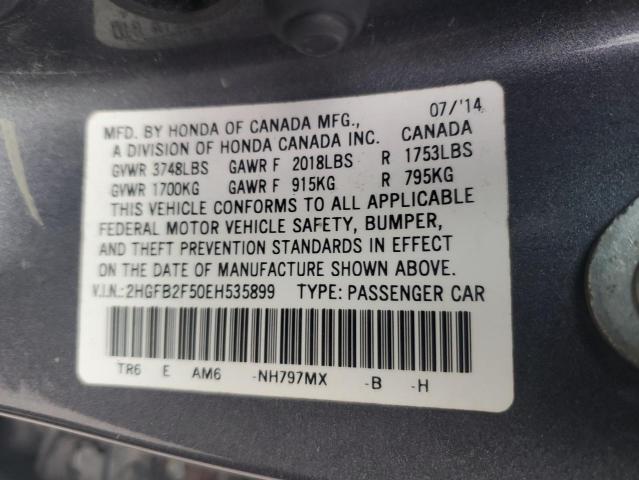 07/'14
MFD. BY HONDA OF CANADA MFG.,
A DIVISION OF HONDA CANADA INC. CANADA
GVWR 3748LBS GAWR F 2018LBS R 1753LBS
GVWR 1700KG GAWR F 915KG R 795KG
THIS VEHICLE CONFORMS TO ALL APPLICABLE
FEDERAL MOTOR VEHICLE SAFETY, BUMPER,
AND THEFT PREVENTION STANDARDS IN EFFECT
ON THE DATE OF MANUFACTURE SHOWN ABOVE.
V.I.N.:2HGFB2F50EH535899 TYPE: PASSENGER CAR
TR6 E AM6 -NH797MX -B -H